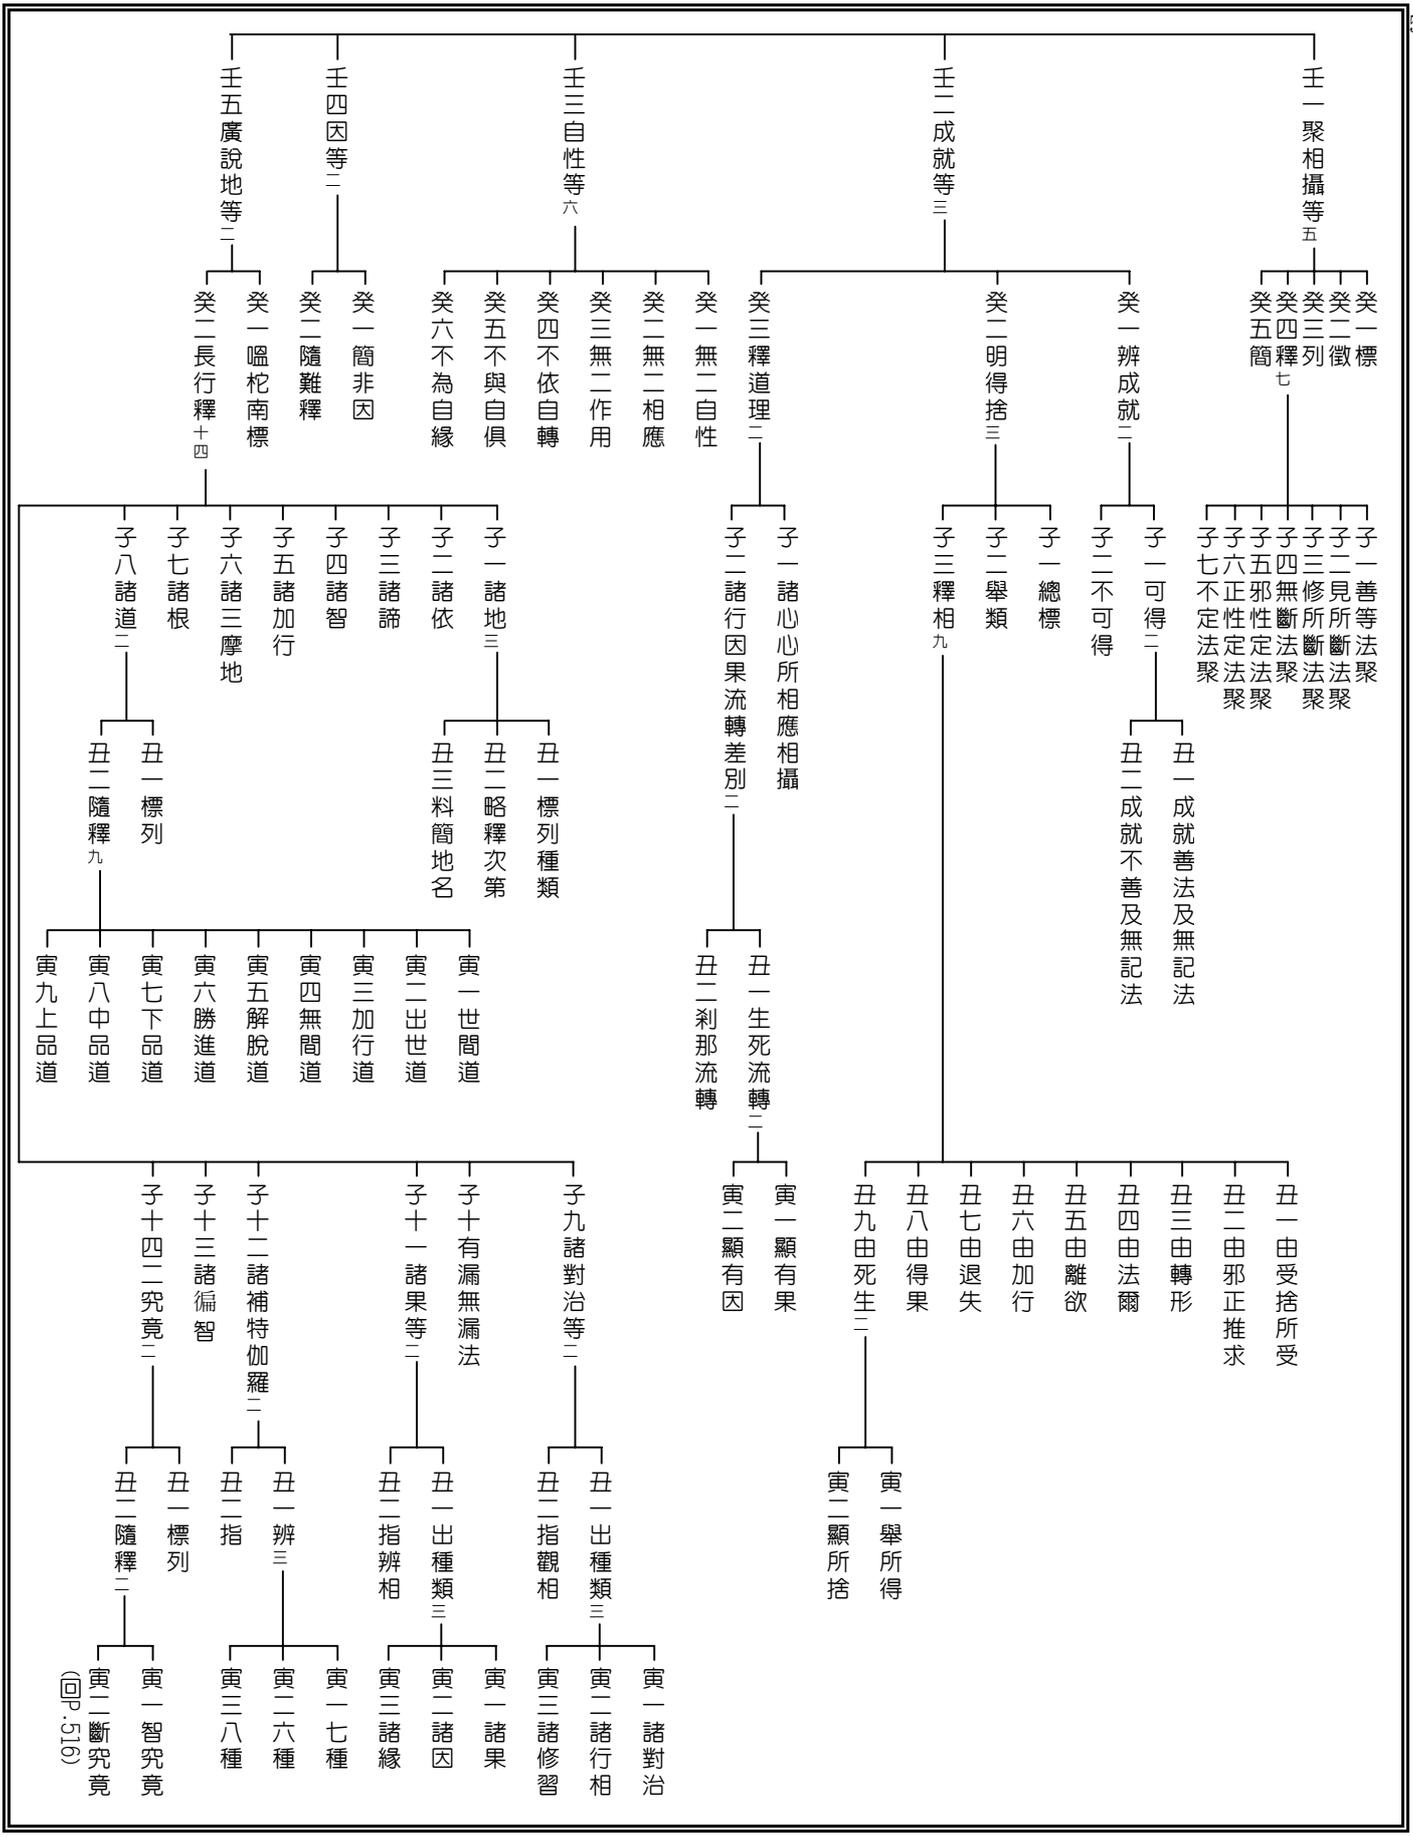 壬一聚相攝等五
癸一標
癸二徵
癸三列
癸四釋七
子一善等法聚
子二見所斷法聚
子三修所斷法聚
子四無斷法聚
子五邪性定法聚
子六正性定法聚
子七不定法聚
癸五簡
壬二成就等三
癸一辨成就二
子一可得二
丑一成就善法及無記法
丑二成就不善及無記法
子二不可得
癸二明得捨三
子一總標
子二舉類
子三釋相九
丑一由受捨所受
丑二由邪正推求
丑三由轉形
丑四由法爾
丑五由離欲
丑六由加行
丑七由退失
丑八由得果
丑九由死生二
寅一舉所得
寅二顯所捨
癸三釋道理二
子一諸心心所相應相攝
子二諸行因果流轉差別二
丑一生死流轉二
寅一顯有果
寅二顯有因
丑二剎那流轉
壬三自性等六
癸一無二自性
癸二無二相應
癸三無二作用
癸四不依自轉
癸五不與自俱
癸六不為自緣
壬四因等二
癸一簡非因
癸二隨難釋
壬五廣說地等二
癸一嗢柁南標
癸二長行釋十四
子一諸地三
丑一標列種類
丑二略釋次第
丑三料簡地名
子二諸依
子三諸諦
子四諸智
子五諸加行
子六諸三摩地
子七諸根
子八諸道二
丑一標列
丑二隨釋九
寅一世間道
寅二出世道
寅三加行道
寅四無間道
寅五解脫道
寅六勝進道
寅七下品道
寅八中品道
寅九上品道
子九諸對治等二
丑一出種類三
寅一諸對治
寅二諸行相
寅三諸修習
丑二指觀相
子十有漏無漏法
子十一諸果等二
丑一出種類三
寅一諸果
寅二諸因
寅三諸緣
丑二指辨相
子十二諸補特伽羅二
丑一辨三
寅一七種
寅二六種
寅三八種
丑二指
子十三諸徧智
子十四二究竟二
丑一標列
丑二隨釋二
寅一智究竟
寅二斷究竟
(回P.516)